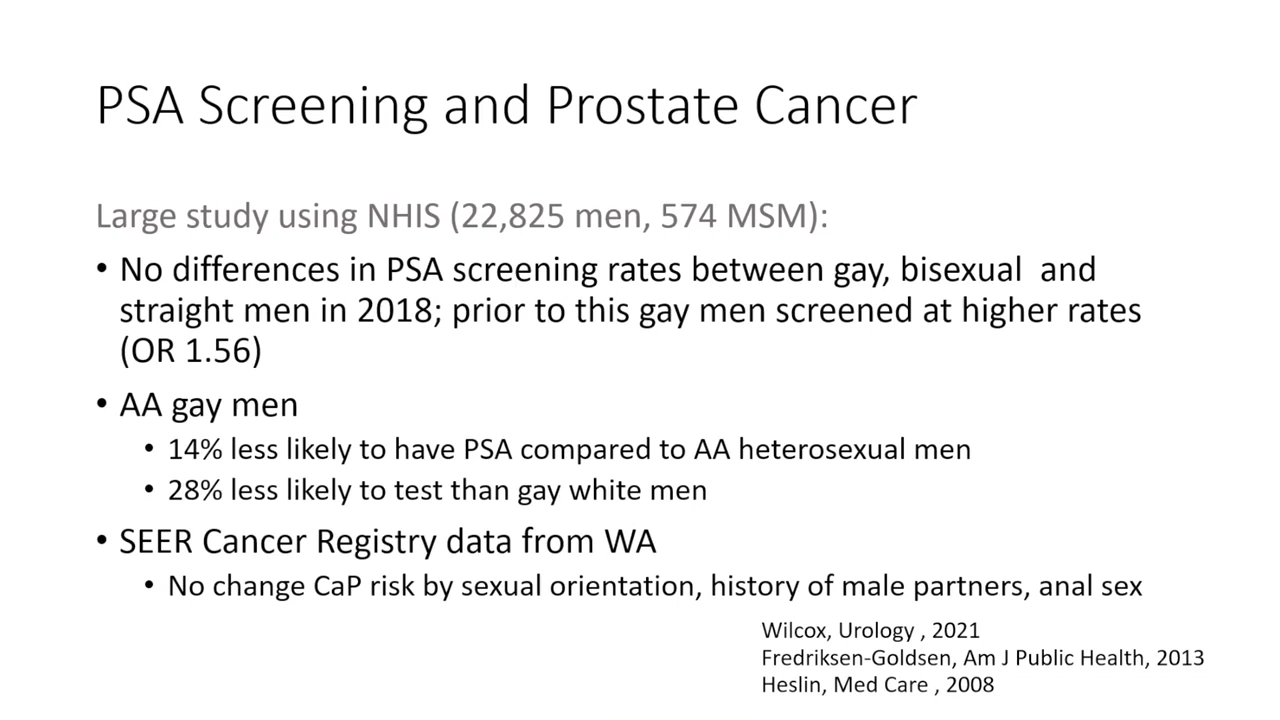 PSA Screening and Prostate Cancer
Large study using NHIS (22,825 men, 574 MSM):
• No differences in PSA screening rates between gay, bisexual and
straight men in 2018; prior to this gay men screened at higher rates
(OR 1.56)
• AA gay men
• 14% less likely to have PSA compared to AA heterosexual men
• 28% less likely to test than gay white men
• SEER Cancer Registry data from WA
• No change CaP risk by sexual orientation, history of male partners, anal sex
Wilcox, Urology , 2021
Fredriksen-Goldsen, Am J Public Health, 2013
Heslin, Med Care , 2008